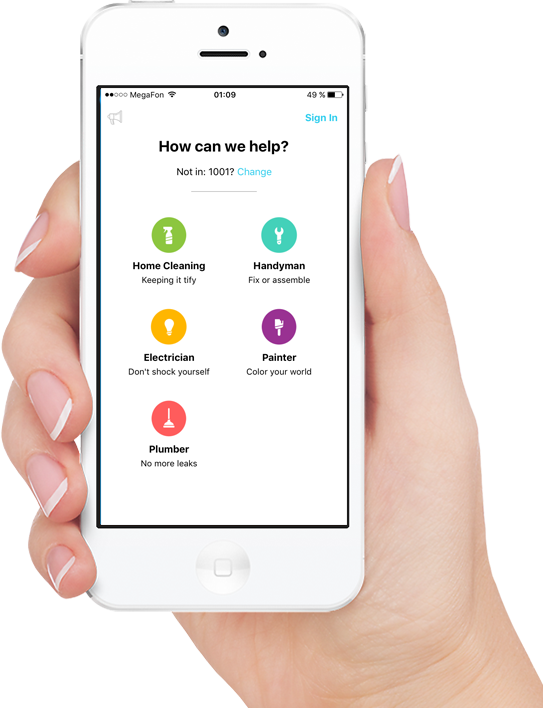 MegaFon 01:09 49 %
Sign In
How can we help?
Not in: 1001? Change
Home Cleaning Handyman
Keeping it tify Fix or assemble
Electrician Painter
Don't shock yourself Color your world
Plumber
No more leaks